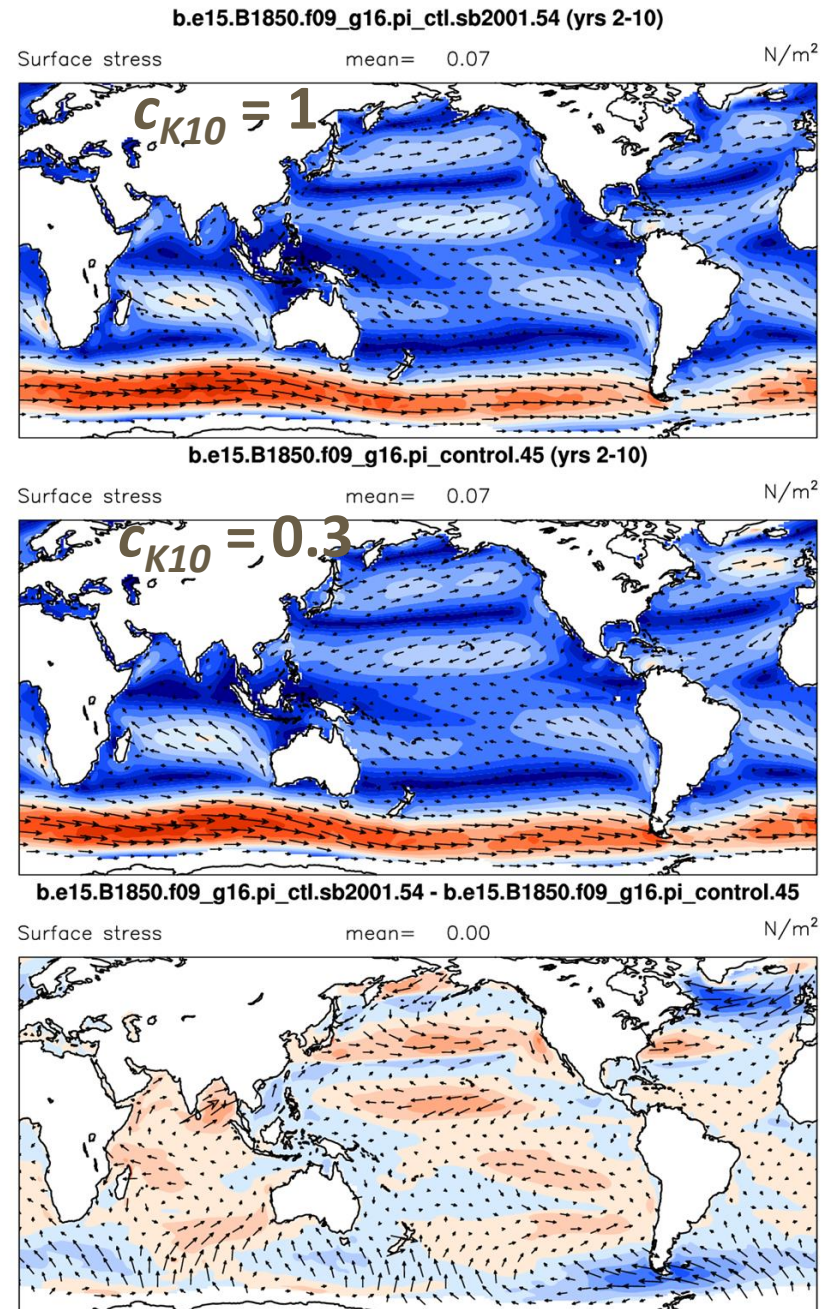 b.e15.B1850.f09_g16.pi_ctl.sb2001.54 (yrs 2-10)
Surface stress mean= 0.07 N/m²
c_K10 = 1
b.e15.B1850.f09_g16.pi_control.45 (yrs 2-10)
Surface stress mean= 0.07 N/m²
c_K10 = 0.3
b.e15.B1850.f09_g16.pi_ctl.sb2001.54 - b.e15.B1850.f09_g16.pi_control.45
Surface stress mean= 0.00 N/m²